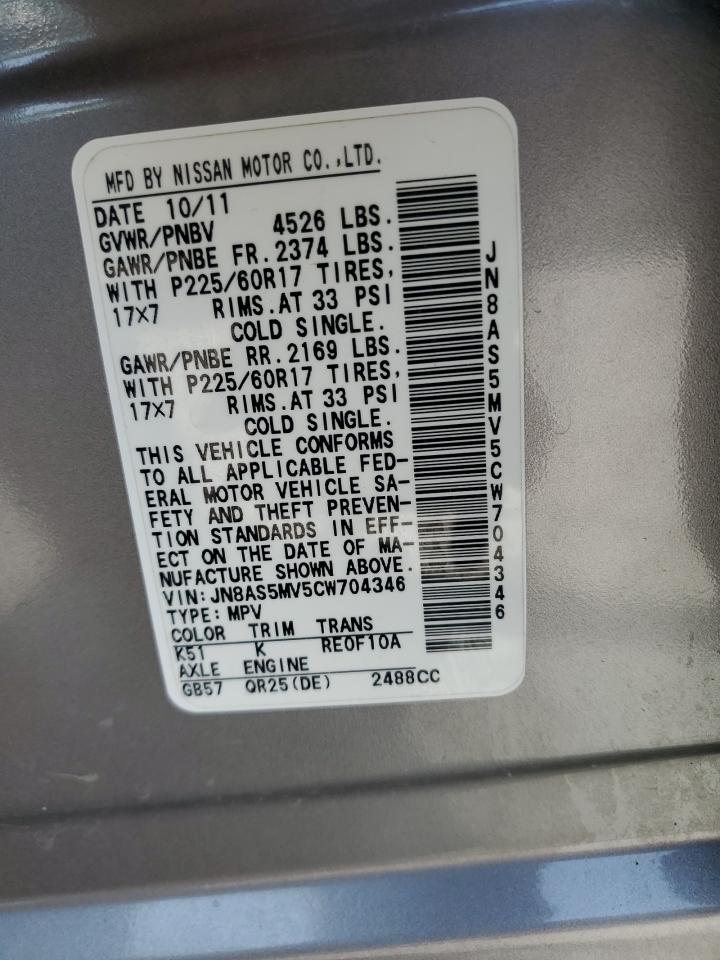 MFD BY NISSAN MOTOR CO.,LTD.
DATE 10/11
GVWR/PNBV 4526 LBS.
GAWR/PNBE FR.2374 LBS.
WITH P225/60R17 TIRES,
17X7 RIMS.AT 33 PSI
COLD SINGLE.
GAWR/PNBE RR.2169 LBS.
WITH P225/60R17 TIRES,
17X7 RIMS.AT 33 PSI
COLD SINGLE.
THIS VEHICLE CONFORMS
TO ALL APPLICABLE FED-
ERAL MOTOR VEHICLE SA-
FETY AND THEFT PREVEN-
TION STANDARDS IN EFF-
ECT ON THE DATE OF MA-
NUFACTURE SHOWN ABOVE.
VIN:JN8AS5MV5CW704346
TYPE:MPV
COLOR TRIM TRANS
K51 K RE0F10A
AXLE ENGINE
GB57 QR25(DE) 2488CC
JN8AS5MV5CW704346